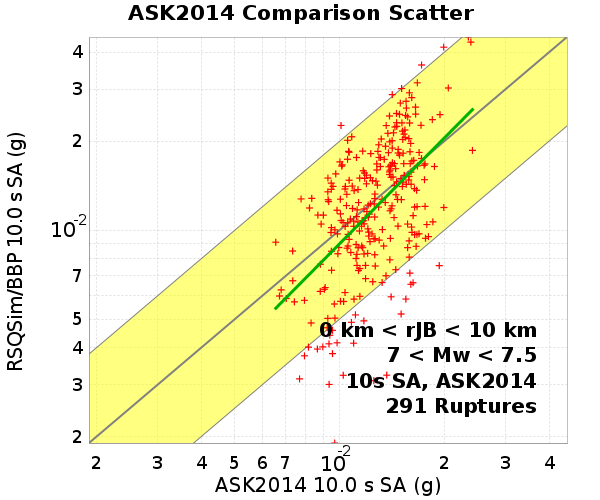 ASK2014 Comparison Scatter
RSQSim/BBP 10.0 s SA (g)
4
3
2
10-2
7
5
4
3
2
0 km < rJB < 10 km
7 < Mw < 7.5
10s SA, ASK2014
291 Ruptures
2 3 4 5 6 7 10-2 2 3 4
ASK2014 10.0 s SA (g)